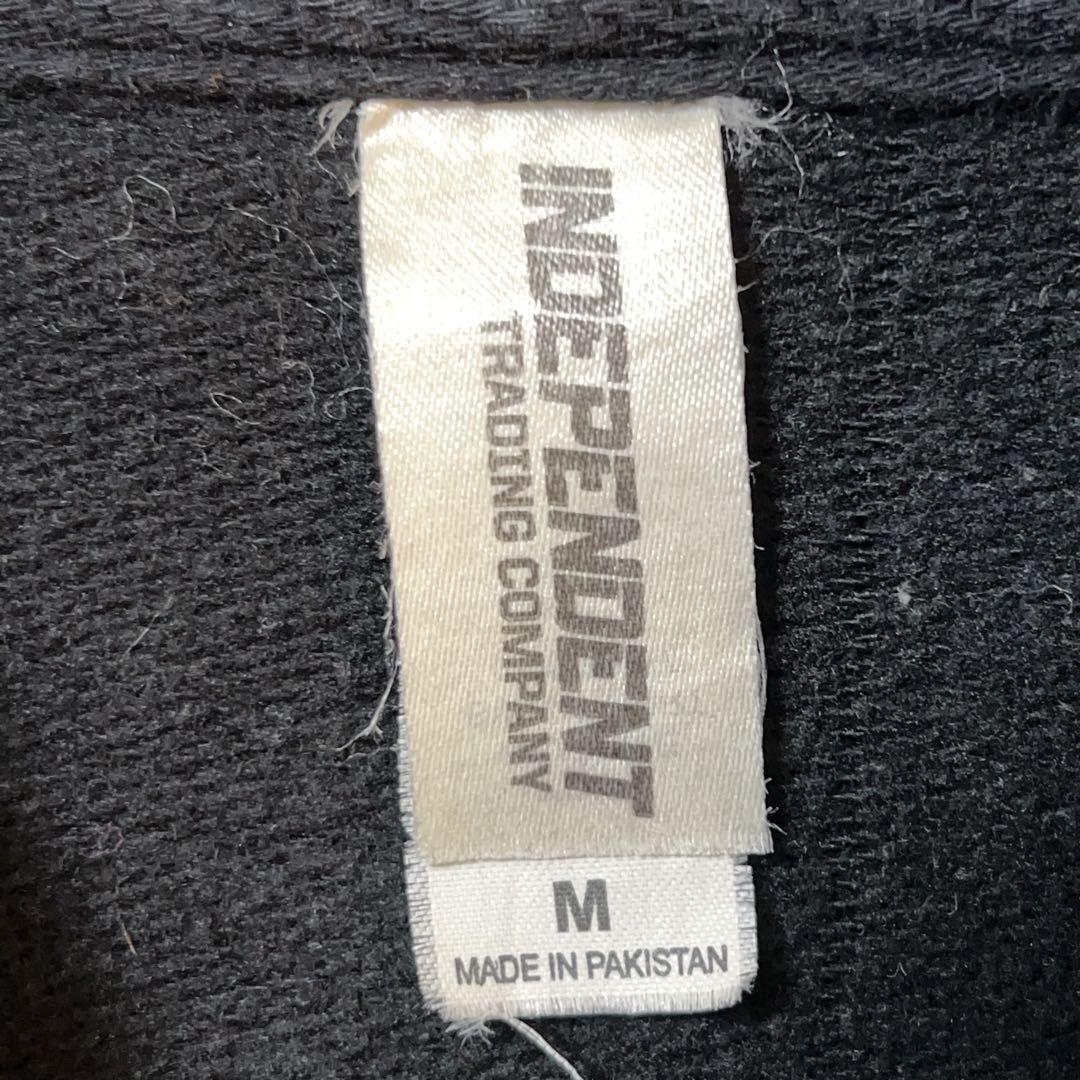 INDEPENDENT
TRADING COMPANY
M
MADE IN PAKISTAN